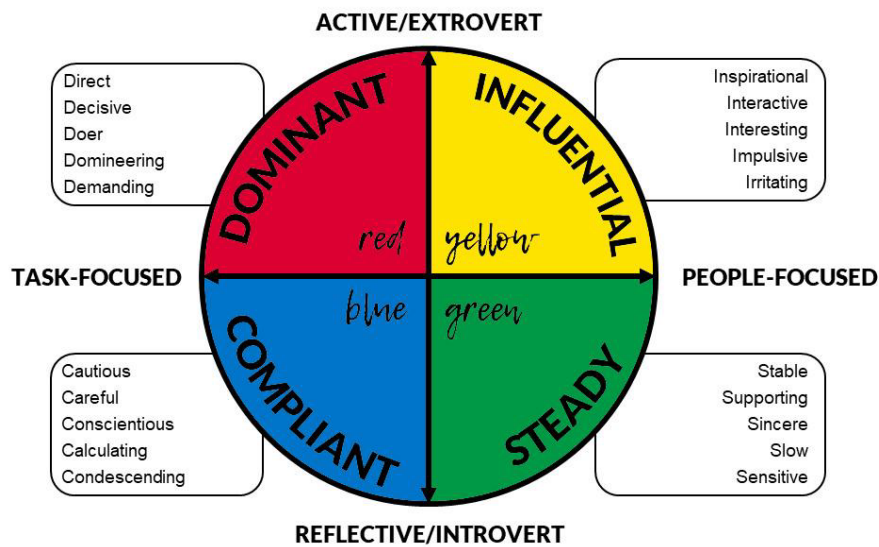 ACTIVE/EXTROVERT
Direct
Decisive
Doer
Domineering
Demanding
DOMINANT
INFLUENTIAL
Inspirational
Interactive
Interesting
Impulsive
Irritating
red
yellow
TASK-FOCUSED
PEOPLE-FOCUSED
blue
green
Cautious
Careful
Conscientious
Calculating
Condescending
COMPLIANT
STEADY
Stable
Supporting
Sincere
Slow
Sensitive
REFLECTIVE/INTROVERT